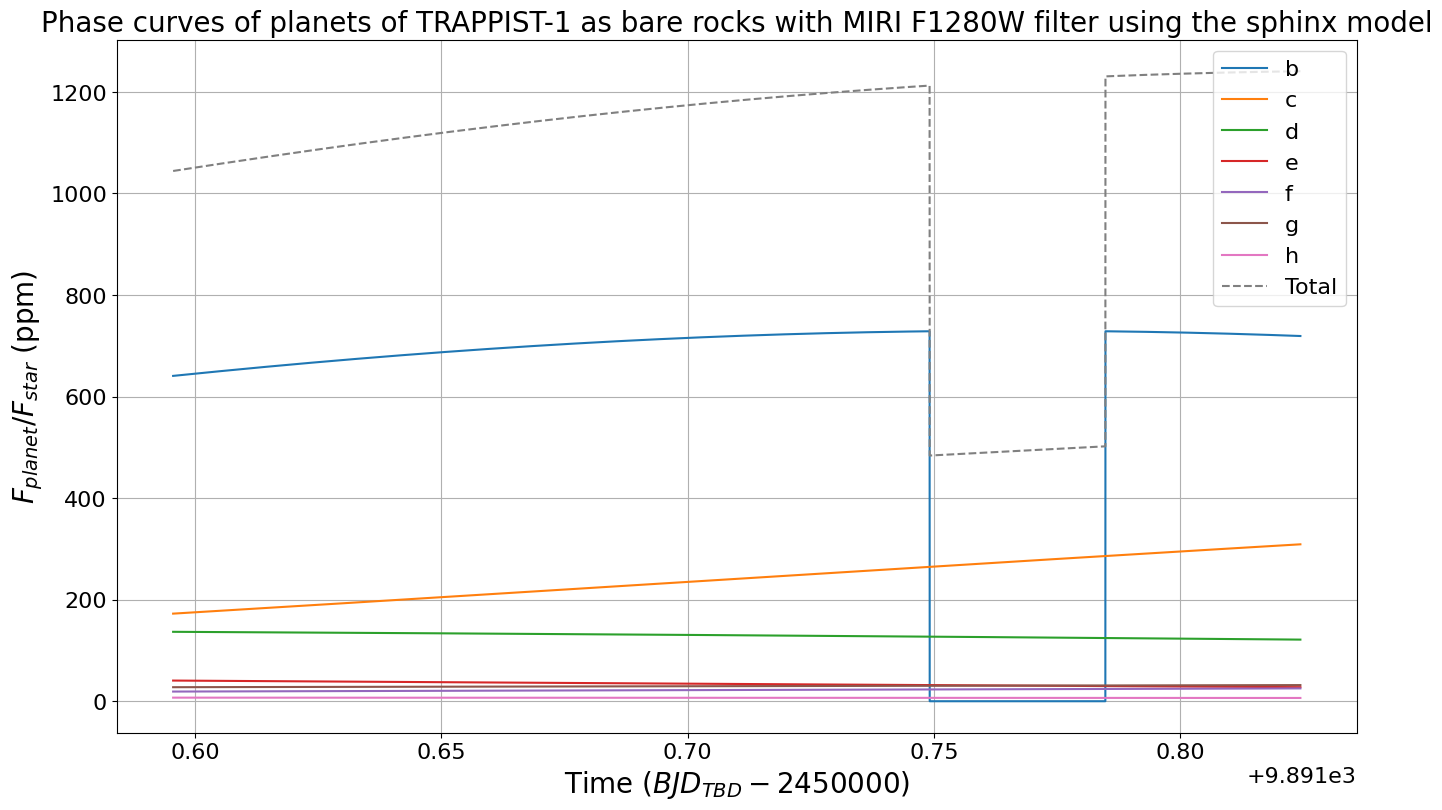 Phase curves of planets of TRAPPIST-1 as bare rocks with MIRI F1280W filter using the sphinx model
F_planet/F_star (ppm)
1200
1000
800
600
400
200
0
b
c
d
e
f
g
h
Total
0.60 0.65 0.70 0.75 0.80
+9.891e3
Time (BJD_TBD − 2450000)